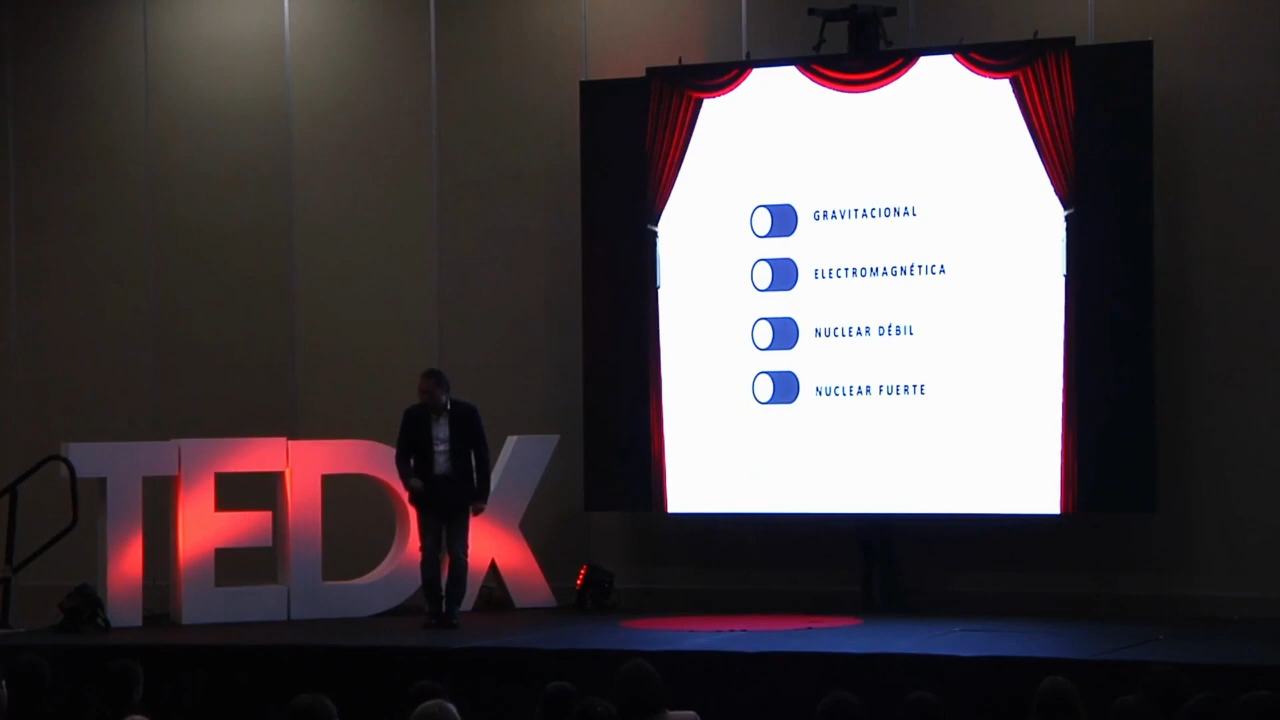 GRAVITACIONAL
ELECTROMAGNÉTICA
NUCLEAR DÉBIL
NUCLEAR FUERTE
TEDX